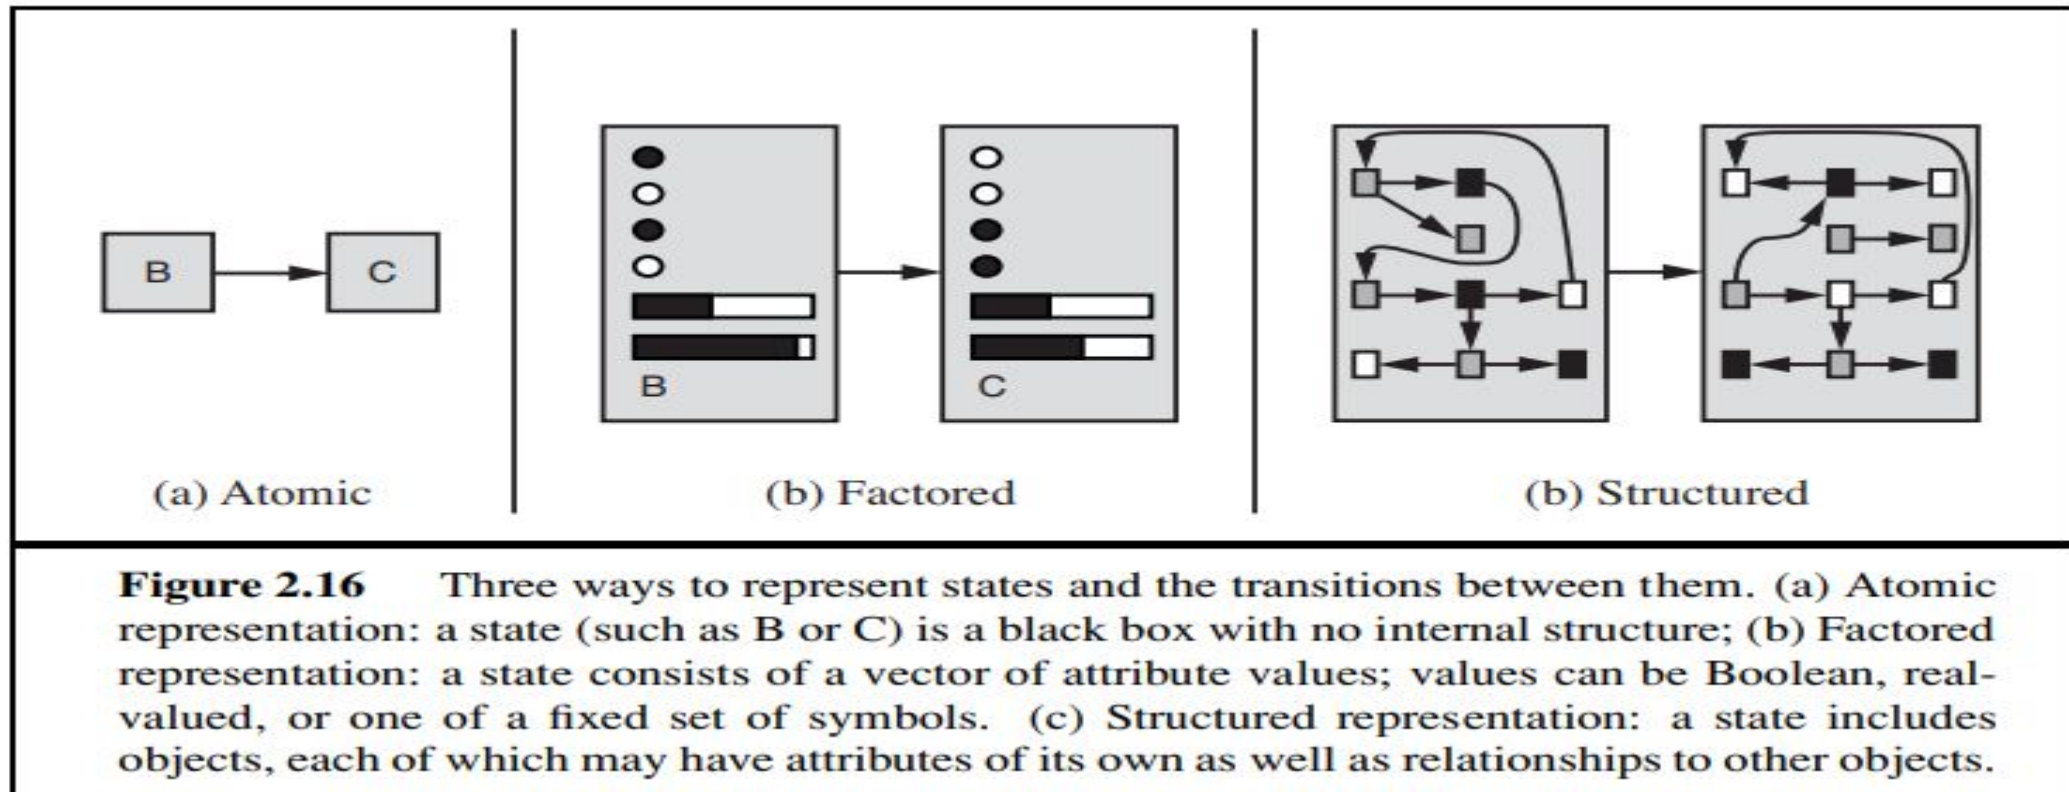 B
C
B
C
(a) Atomic
(b) Factored
(b) Structured
Figure 2.16 Three ways to represent states and the transitions between them. (a) Atomic
representation: a state (such as B or C) is a black box with no internal structure; (b) Factored
representation: a state consists of a vector of attribute values; values can be Boolean, real-
valued, or one of a fixed set of symbols. (c) Structured representation: a state includes
objects, each of which may have attributes of its own as well as relationships to other objects.